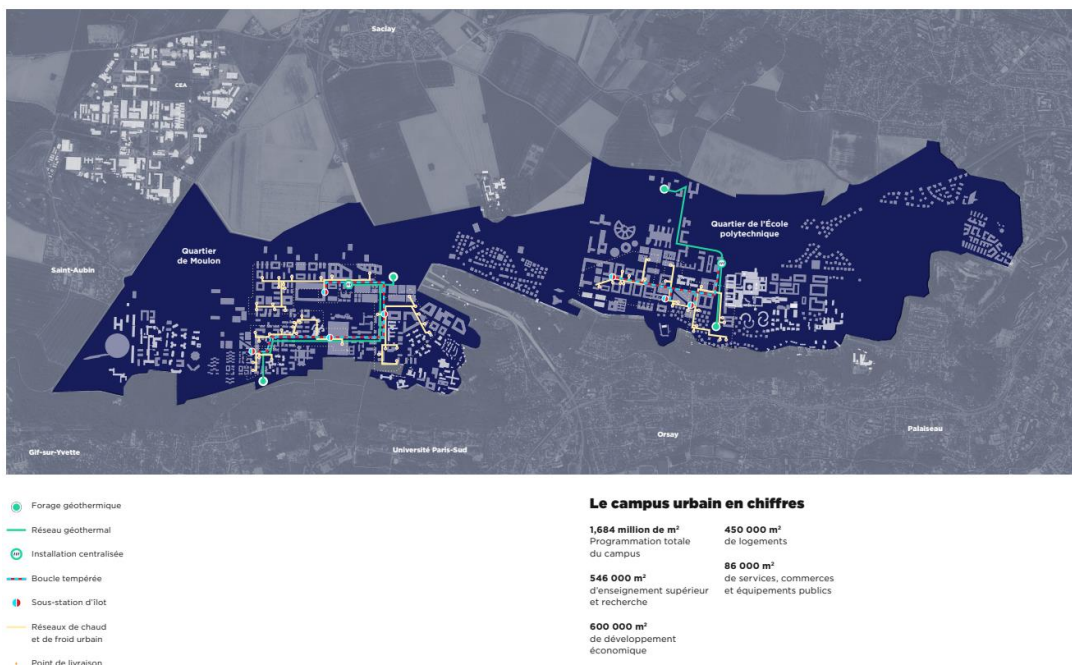 Saclay
CEA
Quartier de l'École
polytechnique
Quartier
de Moulon
Saint-Aubin
Orsay
Palaiseau
Université Paris-Sud
Gif-sur-Yvette
Forage géothermique
Réseau géothermal
Installation centralisée
Boucle tempérée
Sous-station d'îlot
Réseaux de chaud
et de froid urbain
Point de livraison
Le campus urbain en chiffres
1,684 million de m²
Programmation totale
du campus
546 000 m²
d'enseignement supérieur
et recherche
600 000 m²
de développement
économique
450 000 m²
de logements
86 000 m²
de services, commerces
et équipements publics